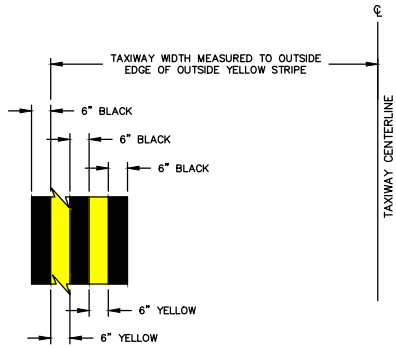 ℄
TAXIWAY WIDTH MEASURED TO OUTSIDE
EDGE OF OUTSIDE YELLOW STRIPE
6" BLACK
6" BLACK
6" BLACK
TAXIWAY CENTERLINE
6" YELLOW
6" YELLOW